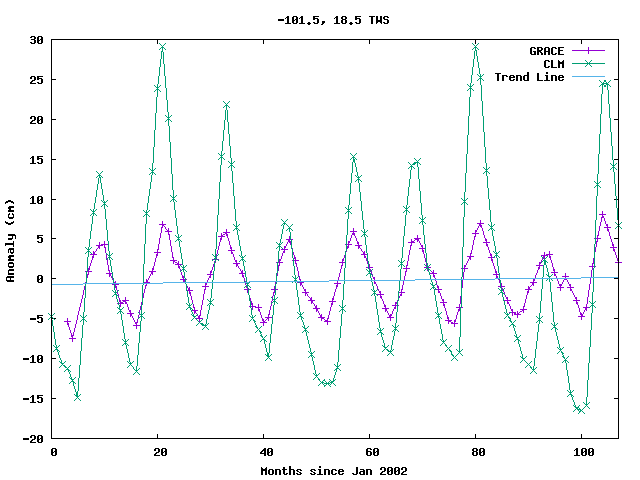 -101.5, 18.5 TWS
GRACE
CLM
Trend Line
30
25
20
15
10
5
0
-5
-10
-15
-20
Anomaly (cm)
0 20 40 60 80 100
Months since Jan 2002